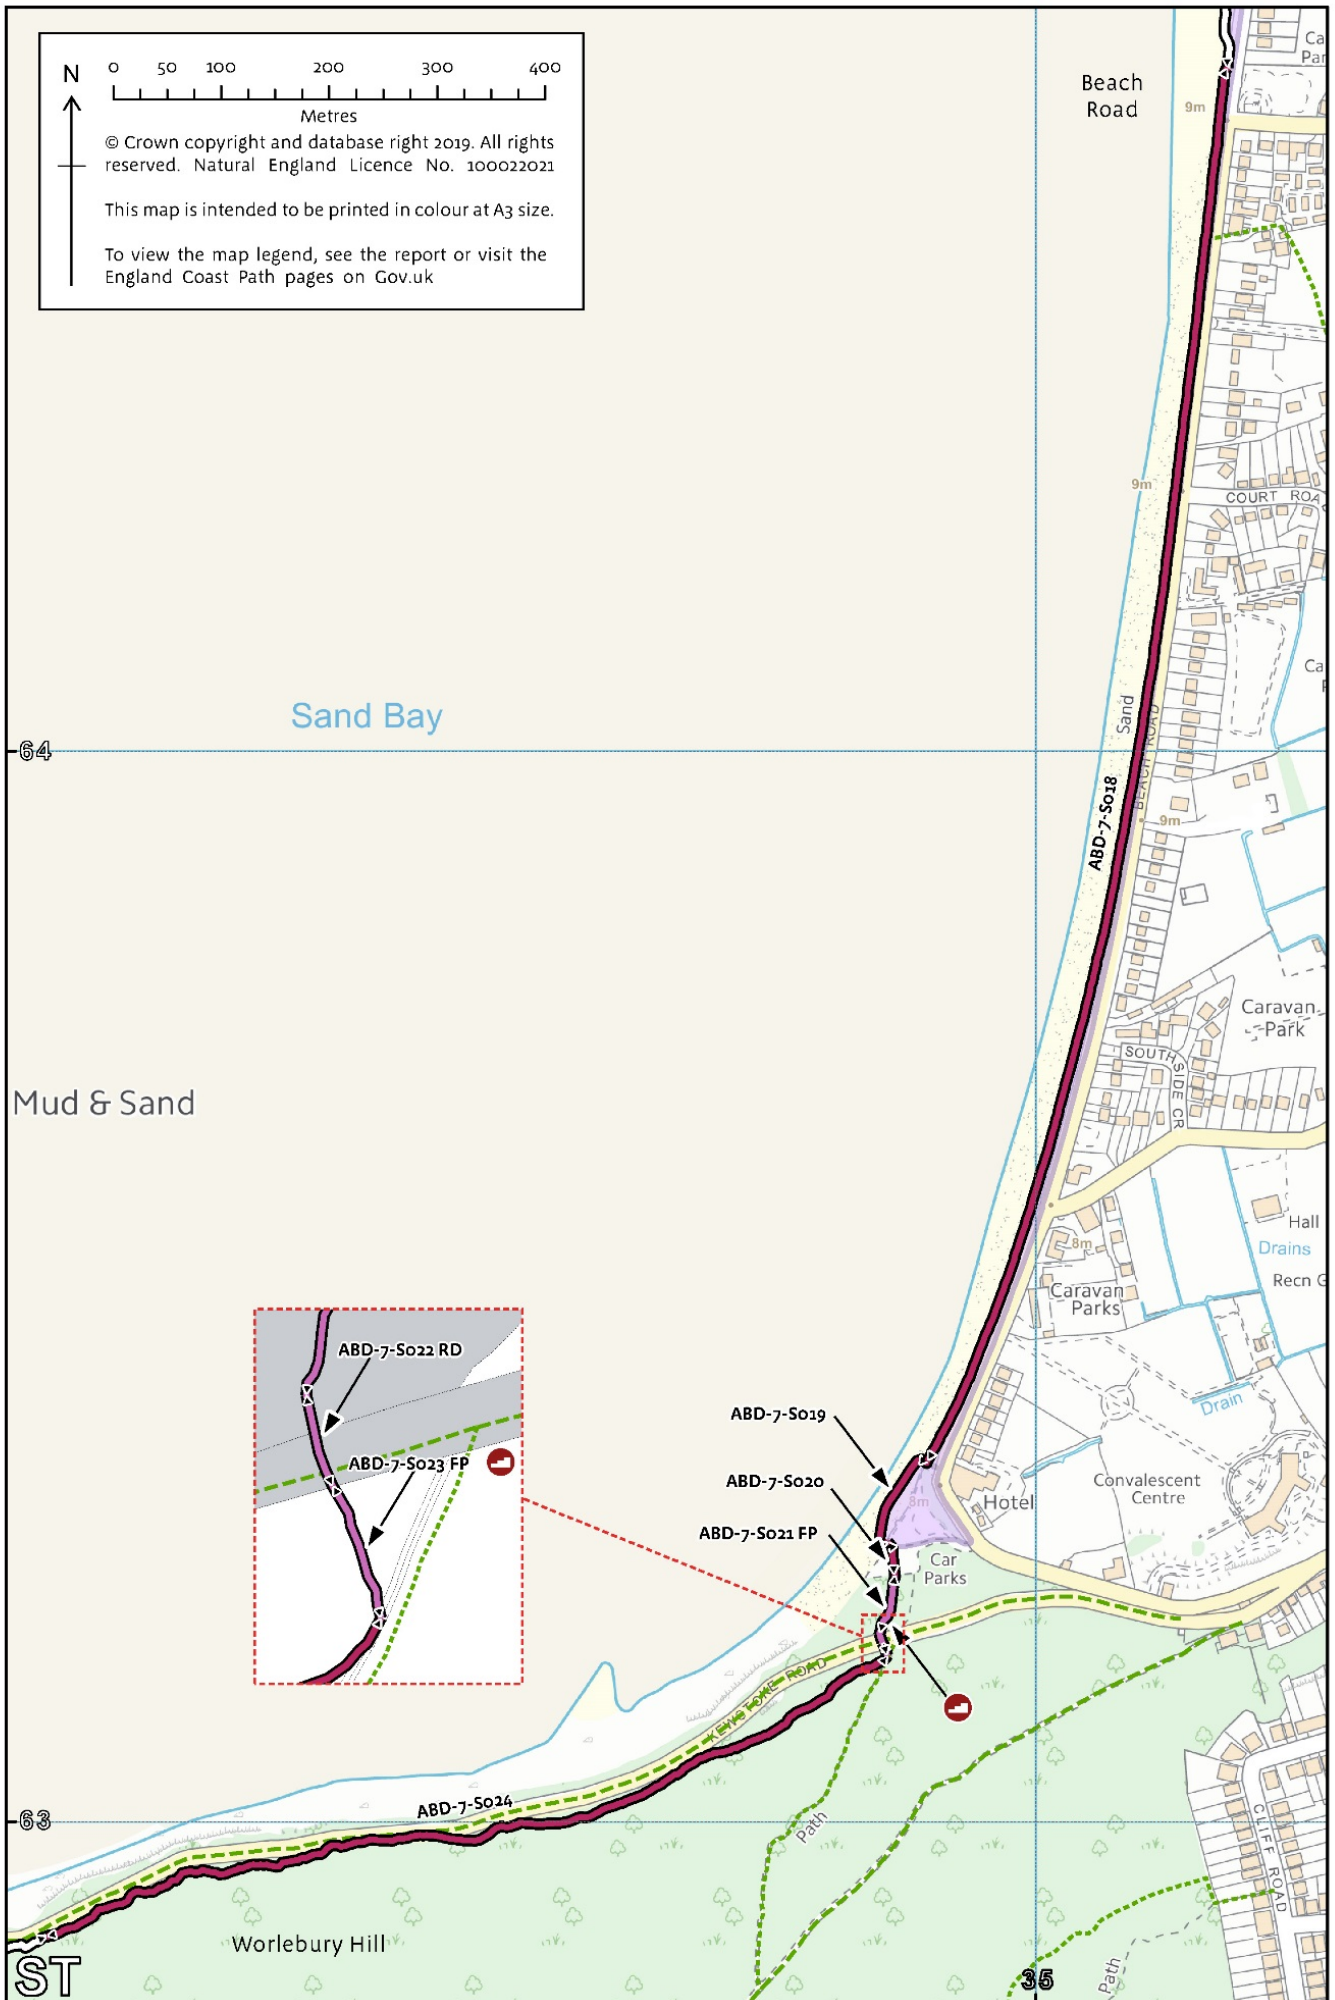 N
0 50 100 200 300 400
Metres
© Crown copyright and database right 2019. All rights
reserved. Natural England Licence No. 100022021
This map is intended to be printed in colour at A3 size.
To view the map legend, see the report or visit the
England Coast Path pages on Gov.uk
Beach
Road
Ca
Par
9m
9m
COURT ROA
Ca
Sand
BEACH ROAD
Sand Bay
64
ABD-7-S018
9m
Caravan
Park
SOUTH SIDE CR
Mud & Sand
Hall
Drains
8m
Recn G
Caravan
Parks
ABD-7-S022 RD
ABD-7-S023 FP
Drain
ABD-7-S019
ABD-7-S020
ABD-7-S021 FP
8m
Hotel
Convalescent
Centre
Car
Parks
KEWSTOKE ROAD
ABD-7-S024
63
Path
CLIFF ROAD
Worlebury Hill
ST
35
Path